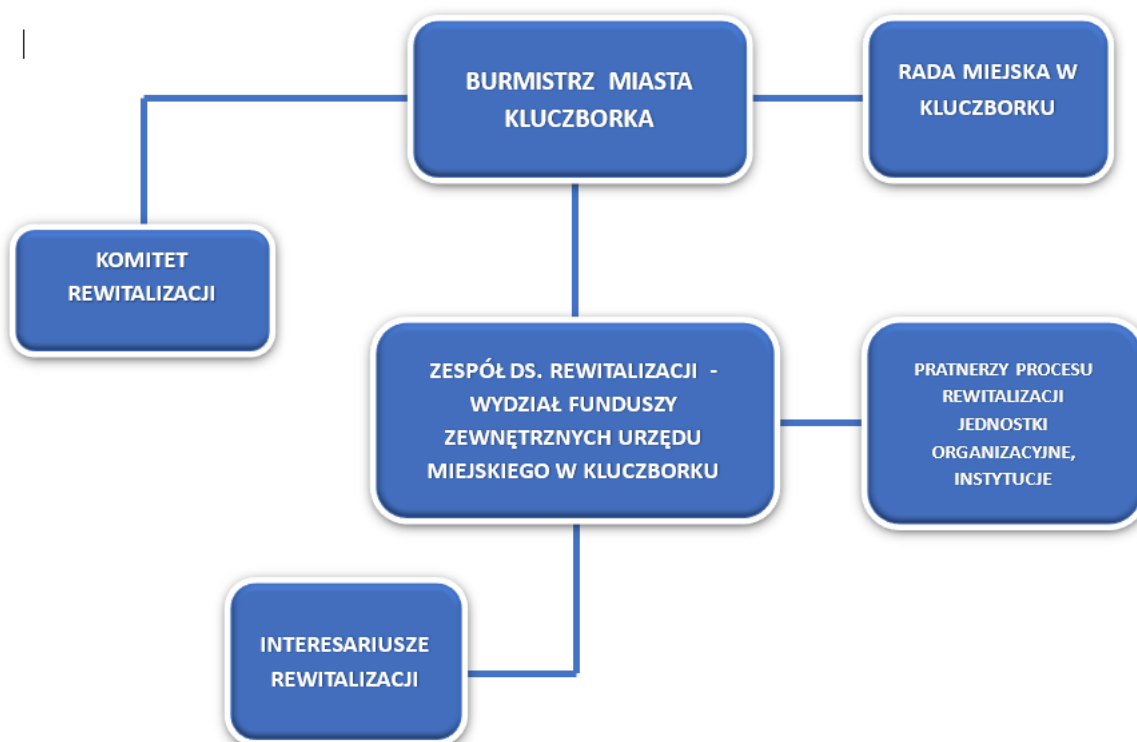 BURMISTRZ MIASTA
KLUCZBORKA
RADA MIEJSKA W
KLUCZBORKU
KOMITET
REWITALIZACJI
ZESPÓŁ DS. REWITALIZACJI -
WYDZIAŁ FUNDUSZY
ZEWNĘTRZNYCH URZĘDU
MIEJSKIEGO W KLUCZBORKU
PRATNERZY PROCESU
REWITALIZACJI
JEDNOSTKI
ORGANIZACYJNE,
INSTYTUCJE
INTERESARIUSZE
REWITALIZACJI